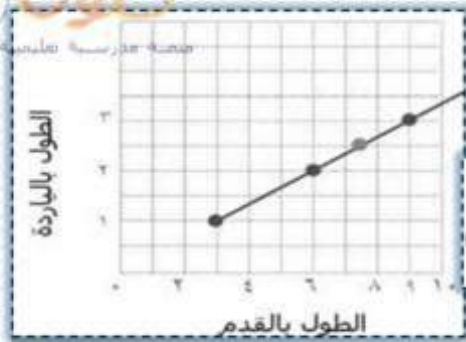 منصة مدرسية تعليمية
الطول بالياردة
٣
٢
١
٠ ٢ ٤ ٦ ٨ ٩ ١٠
الطول بالقدم